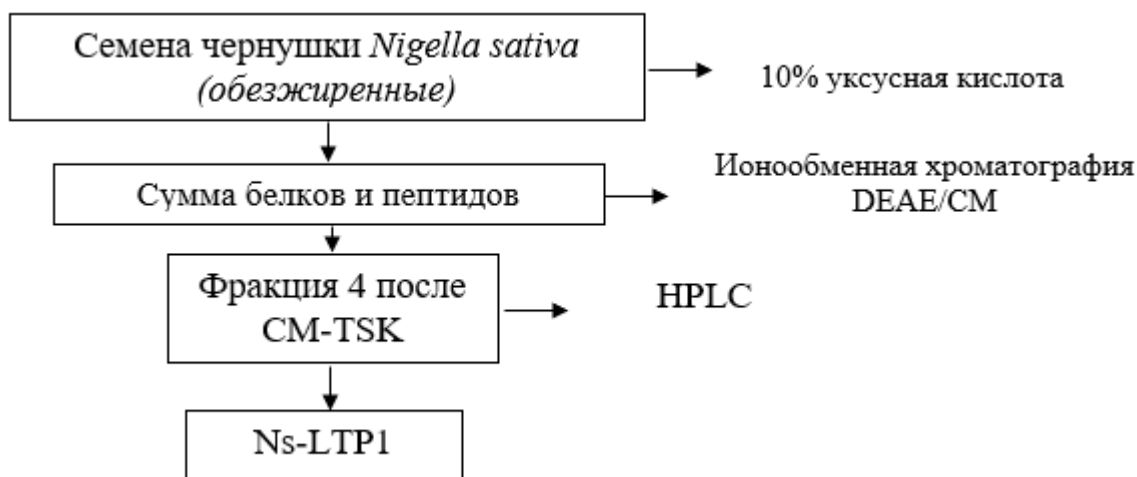 Семена чернушки Nigella sativa
(обезжиренные)
10% уксусная кислота
Сумма белков и пептидов
Ионообменная хроматография
DEAE/CM
Фракция 4 после
CM-TSK
HPLC
Ns-LTP1